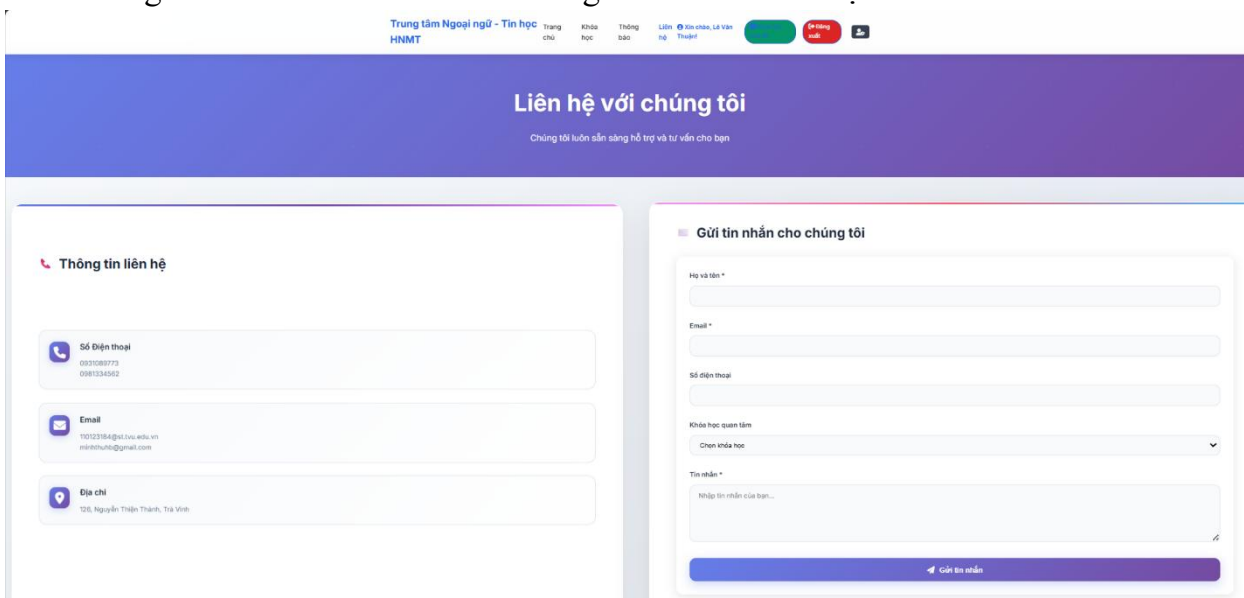 Trung tâm Ngoại ngữ - Tin học
HNMT
Trang
chủ
Khóa
học
Thông
báo
Liên
hệ
Xin chào, Lê Văn
Thuận!
Đăng
xuất
Liên hệ với chúng tôi
Chúng tôi luôn sẵn sàng hỗ trợ và tư vấn cho bạn
Thông tin liên hệ
Số Điện thoại
0931089773
0981334562
Email
110123184@st.tvu.edu.vn
minhthuhb@gmail.com
Địa chỉ
126, Nguyễn Thiện Thành, Trà Vinh
Gửi tin nhắn cho chúng tôi
Họ và tên *
Email *
Số điện thoại
Khóa học quan tâm
Chọn khóa học
Tin nhắn *
Nhập tin nhắn của bạn...
Gửi tin nhắn